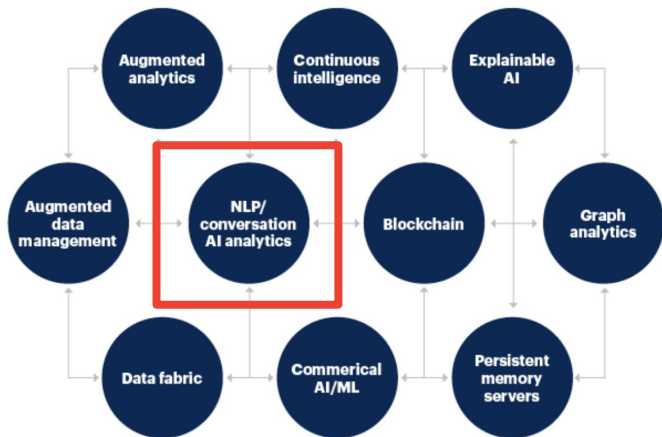 Augmented
analytics
Continuous
intelligence
Explainable
AI
Augmented
data
management
NLP/
conversation
AI analytics
Blockchain
Graph
analytics
Data fabric
Commerical
AI/ML
Persistent
memory
servers